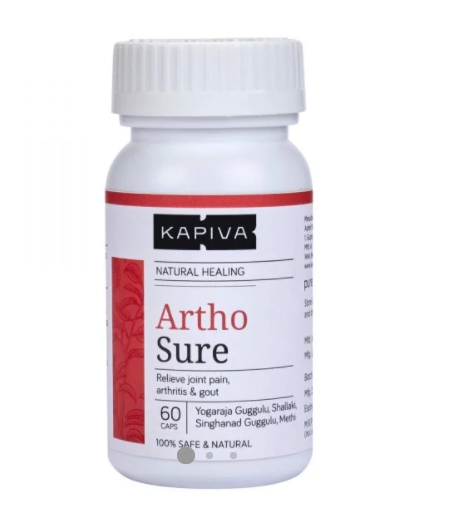 KAPIVA
NATURAL HEALING
Artho
Sure
Relieve joint pain,
arthritis & gout
60
CAPS
Yogaraja Guggulu, Shallaki,
Singhanad Guggulu, Methi
100% SAFE & NATURAL